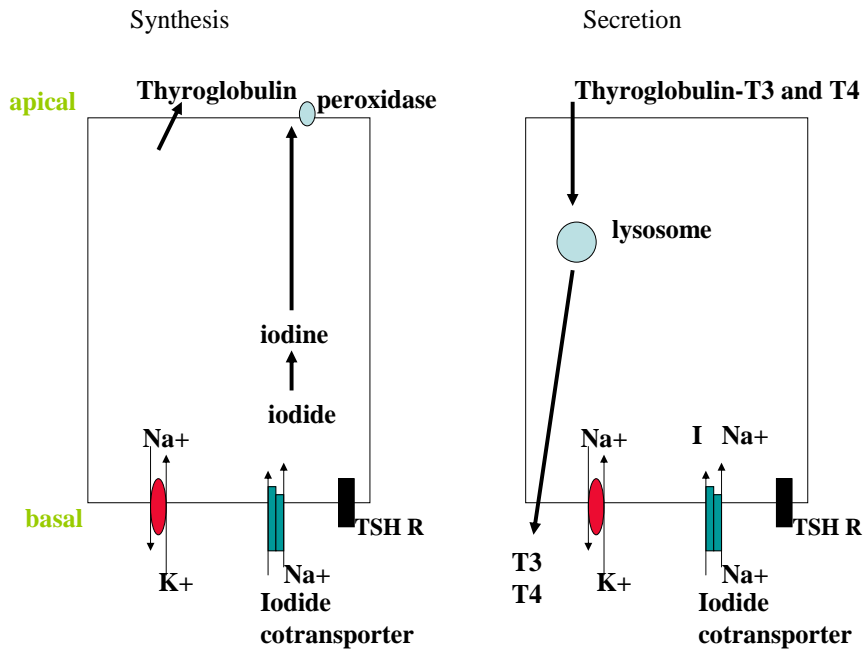 Synthesis
apical
Thyroglobulin
peroxidase
iodine
iodide
Na+
basal
TSH R
K+
Na+
Iodide
cotransporter
Secretion
Thyroglobulin-T3 and T4
lysosome
Na+
I Na+
TSH R
T3
T4
K+
Na+
Iodide
cotransporter